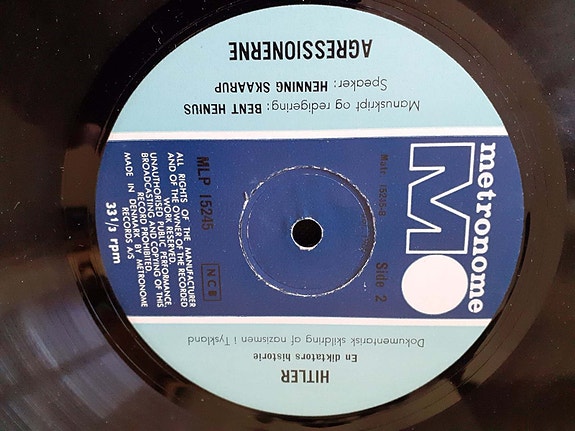 HITLER
En diktators historie
Dokumentarisk skildring af nazismen i Tyskland
metronome
M
Side 2
Matr. 15245-B
NCB
MLP 15245
ALL RIGHTS OF THE MANUFACTURER
AND OF THE OWNER OF THE RECORDED
WORK RESERVED.
UNAUTHORISED PUBLIC PERFORMANCE,
BROADCASTING AND COPYING OF THIS
RECORD PROHIBITED.
MADE IN DENMARK BY METRONOME
RECORDS A/S
33 1/3 rpm
Manuskript og redigering: BENT HENIUS
Speaker: HENNING SKAARUP
AGRESSIONERNE